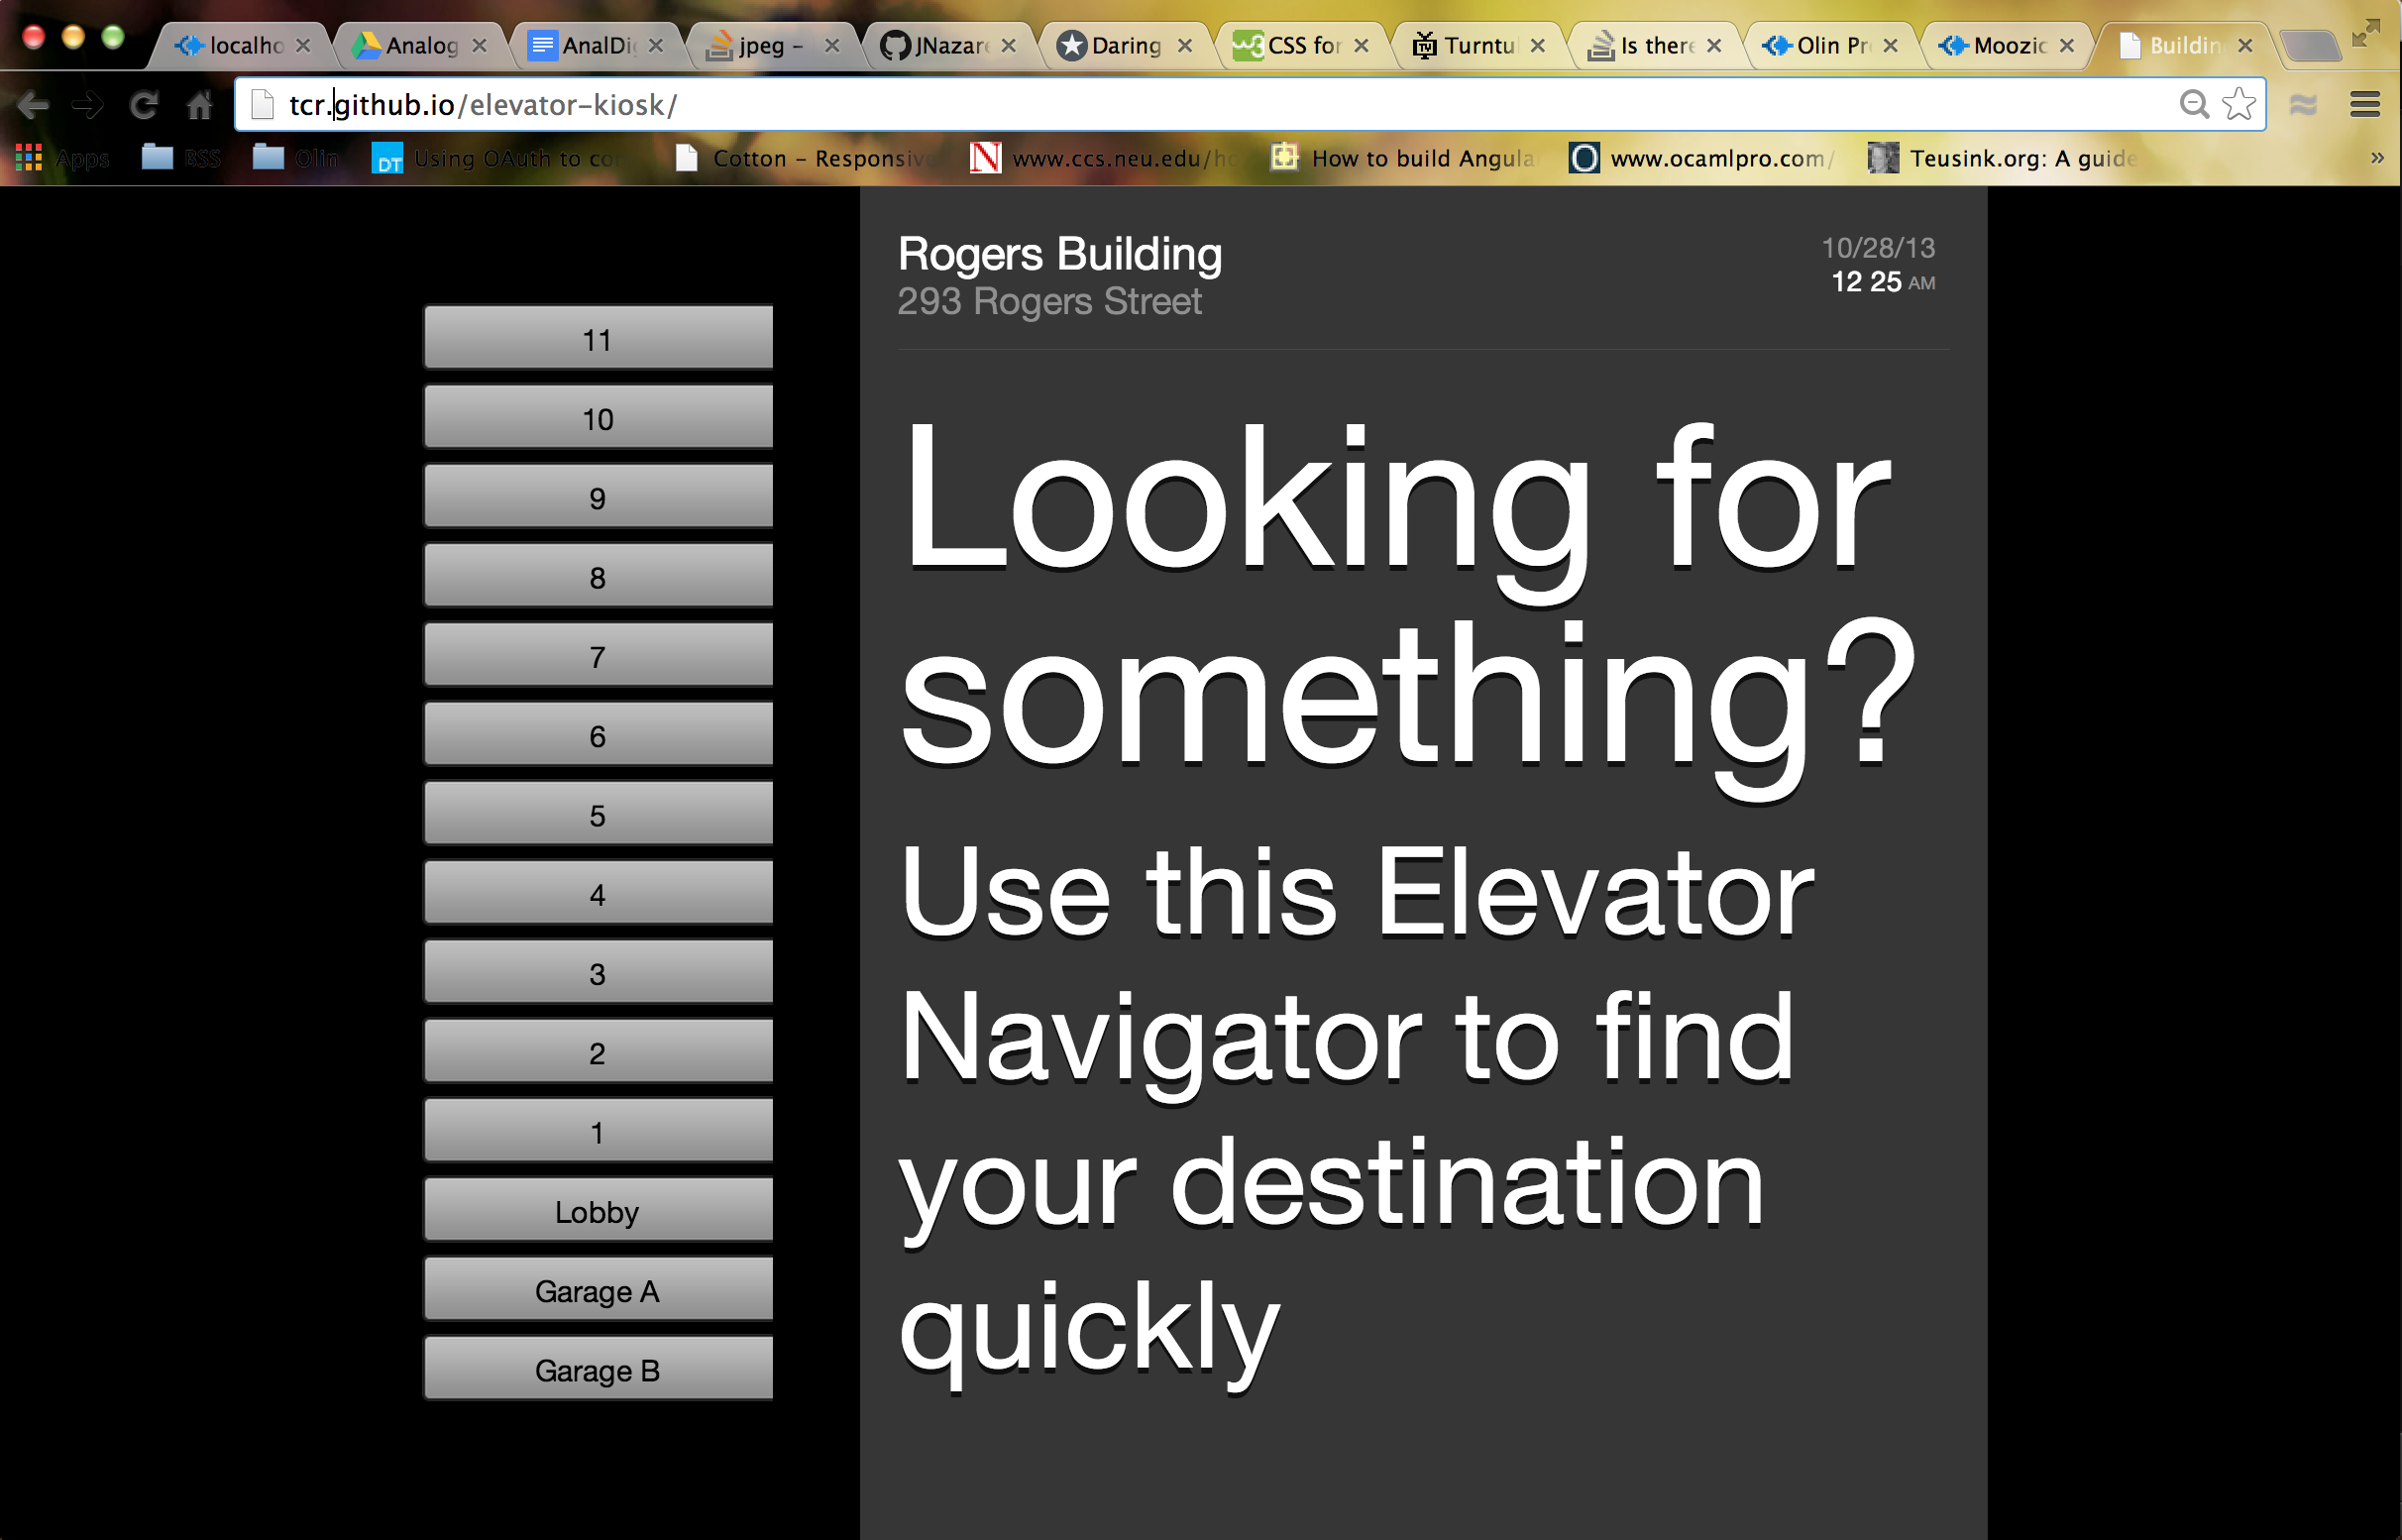 localho
Analog
AnalDi
jpeg –
JNazar
Daring
CSS for
Turntu
Is there
Olin Pr
Moozic
Buildin
tcr.github.io/elevator-kiosk/
Apps
BSS
Olin
DT
Using OAuth to co
Cotton – Responsiv
N
www.ccs.neu.edu/h
How to build Angula
www.ocamlpro.com/
Teusink.org: A guide
»
11
10
9
8
7
6
5
4
3
2
1
Lobby
Garage A
Garage B
Rogers Building
293 Rogers Street
10/28/13
12 25 AM
Looking for
something?
Use this Elevator
Navigator to find
your destination
quickly